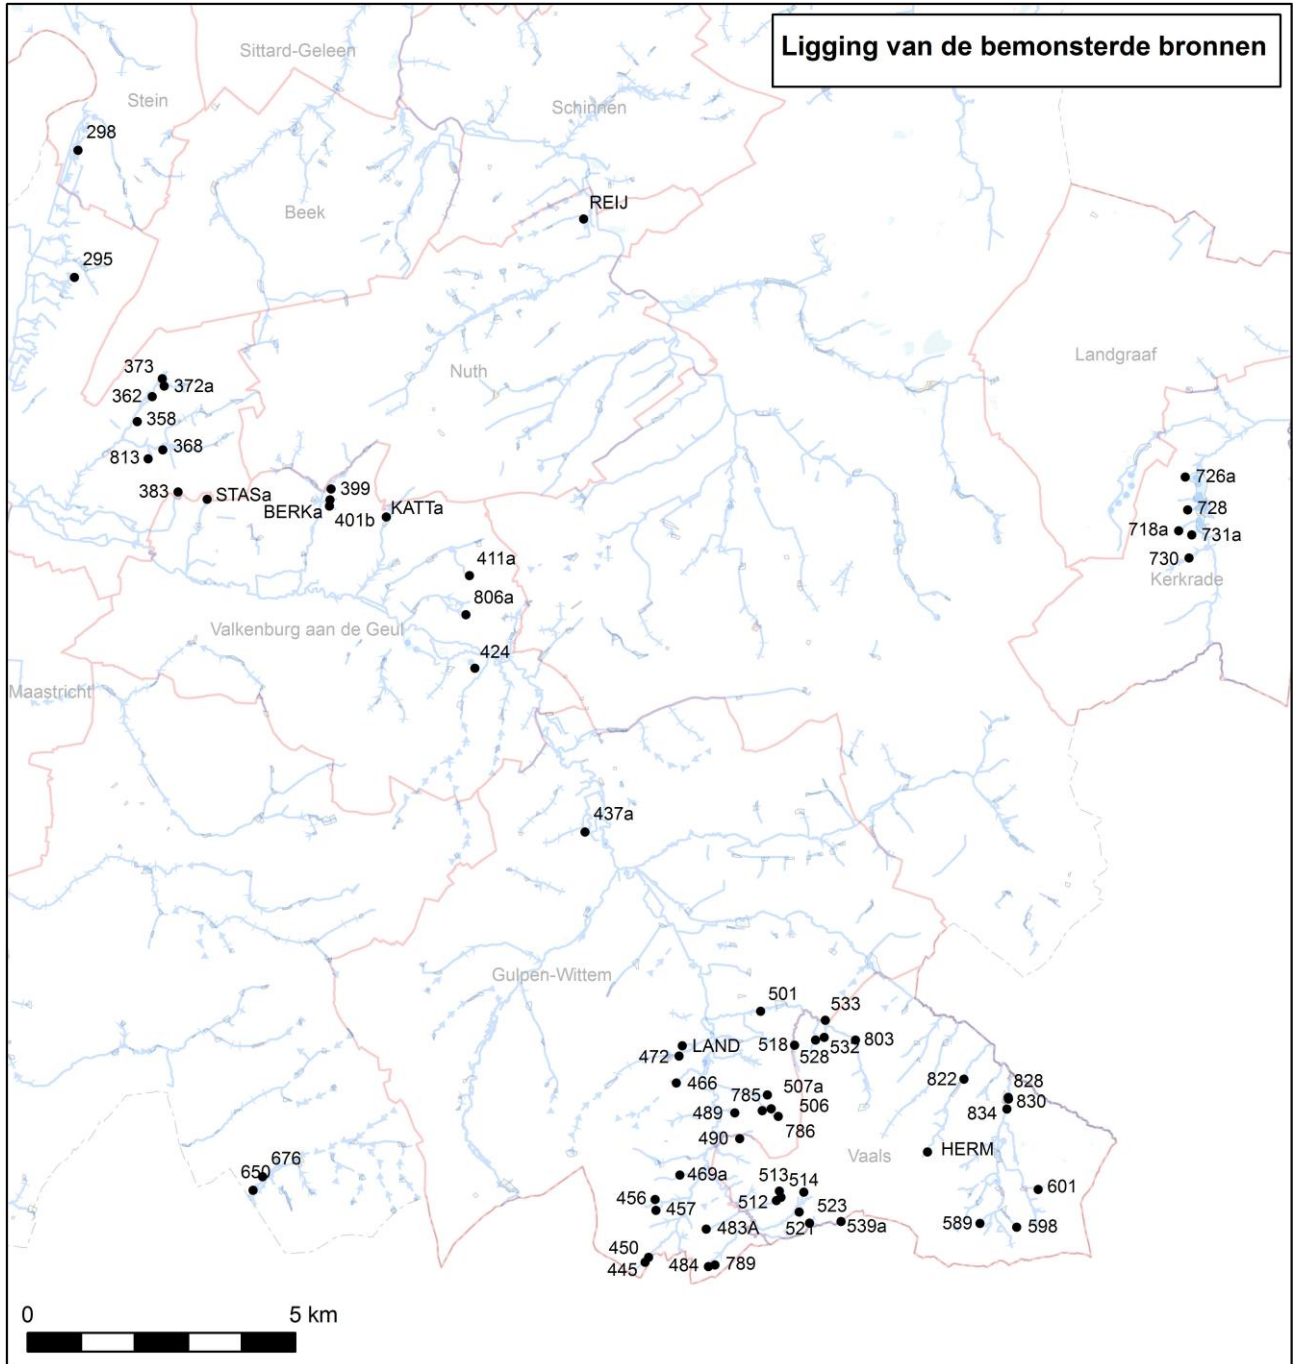 Ligging van de bemonsterde bronnen
Sittard-Geleen
Stein
Schinnen
298
REIJ
Beek
295
Landgraaf
Nuth
373
372a
362
358
368
813
726a
383
STASa
399
KATTa
BERKa
401b
728
718a
731a
730
Kerkrade
411a
806a
Valkenburg aan de Geul
424
Maastricht
437a
Gulpen-Wittem
501
533
LAND
472
518
528
532
803
466
822
828
830
834
785
507a
506
489
786
490
HERM
Vaals
676
650
469a
513
514
601
456
512
457
523
483A
521
539a
589
598
450
445
484
789
0 5 km